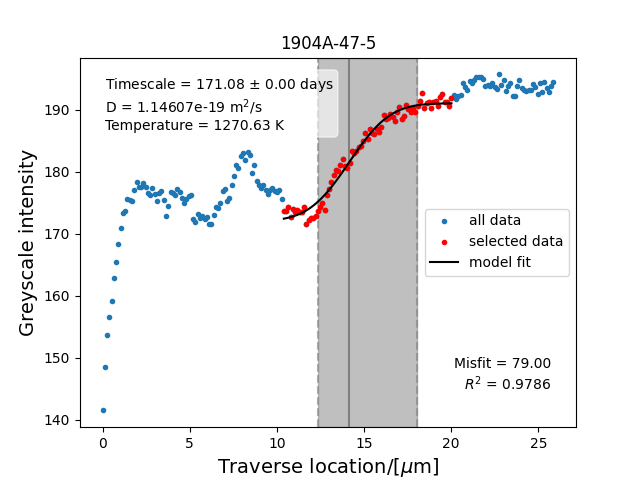 1904A-47-5
Timescale = 171.08 ± 0.00 days
D = 1.14607e-19 m²/s
Temperature = 1270.63 K
190
180
170
160
150
140
Greyscale intensity
all data
selected data
model fit
Misfit = 79.00
R² = 0.9786
0 5 10 15 20 25
Traverse location/[μm]